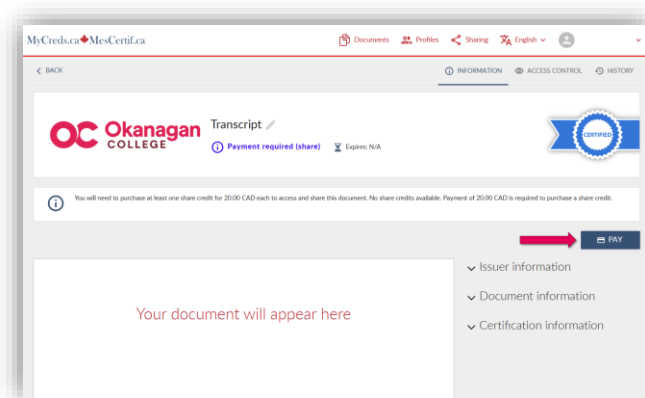 MyCreds.ca MesCertif.ca
Documents Profiles Sharing English
BACK
INFORMATION ACCESS CONTROL HISTORY
OC Okanagan COLLEGE
Transcript
Payment required (share) Expires: N/A
CERTIFIED
You will need to purchase at least one share credit for 20.00 CAD each to access and share this document. No share credits available. Payment of 20.00 CAD is required to purchase a share credit.
PAY
Your document will appear here
Issuer information
Document information
Certification information